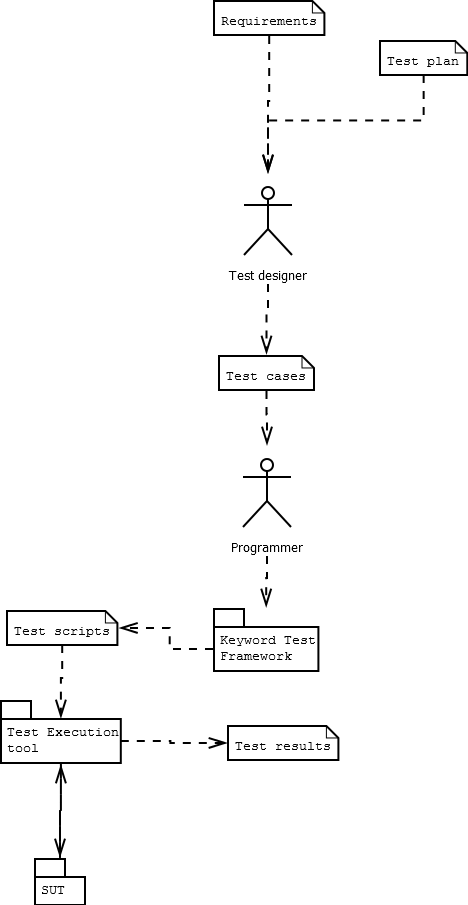 Requirements
Test plan
Test designer
Test cases
Programmer
Test scripts
Keyword Test
Framework
Test Execution
tool
Test results
SUT